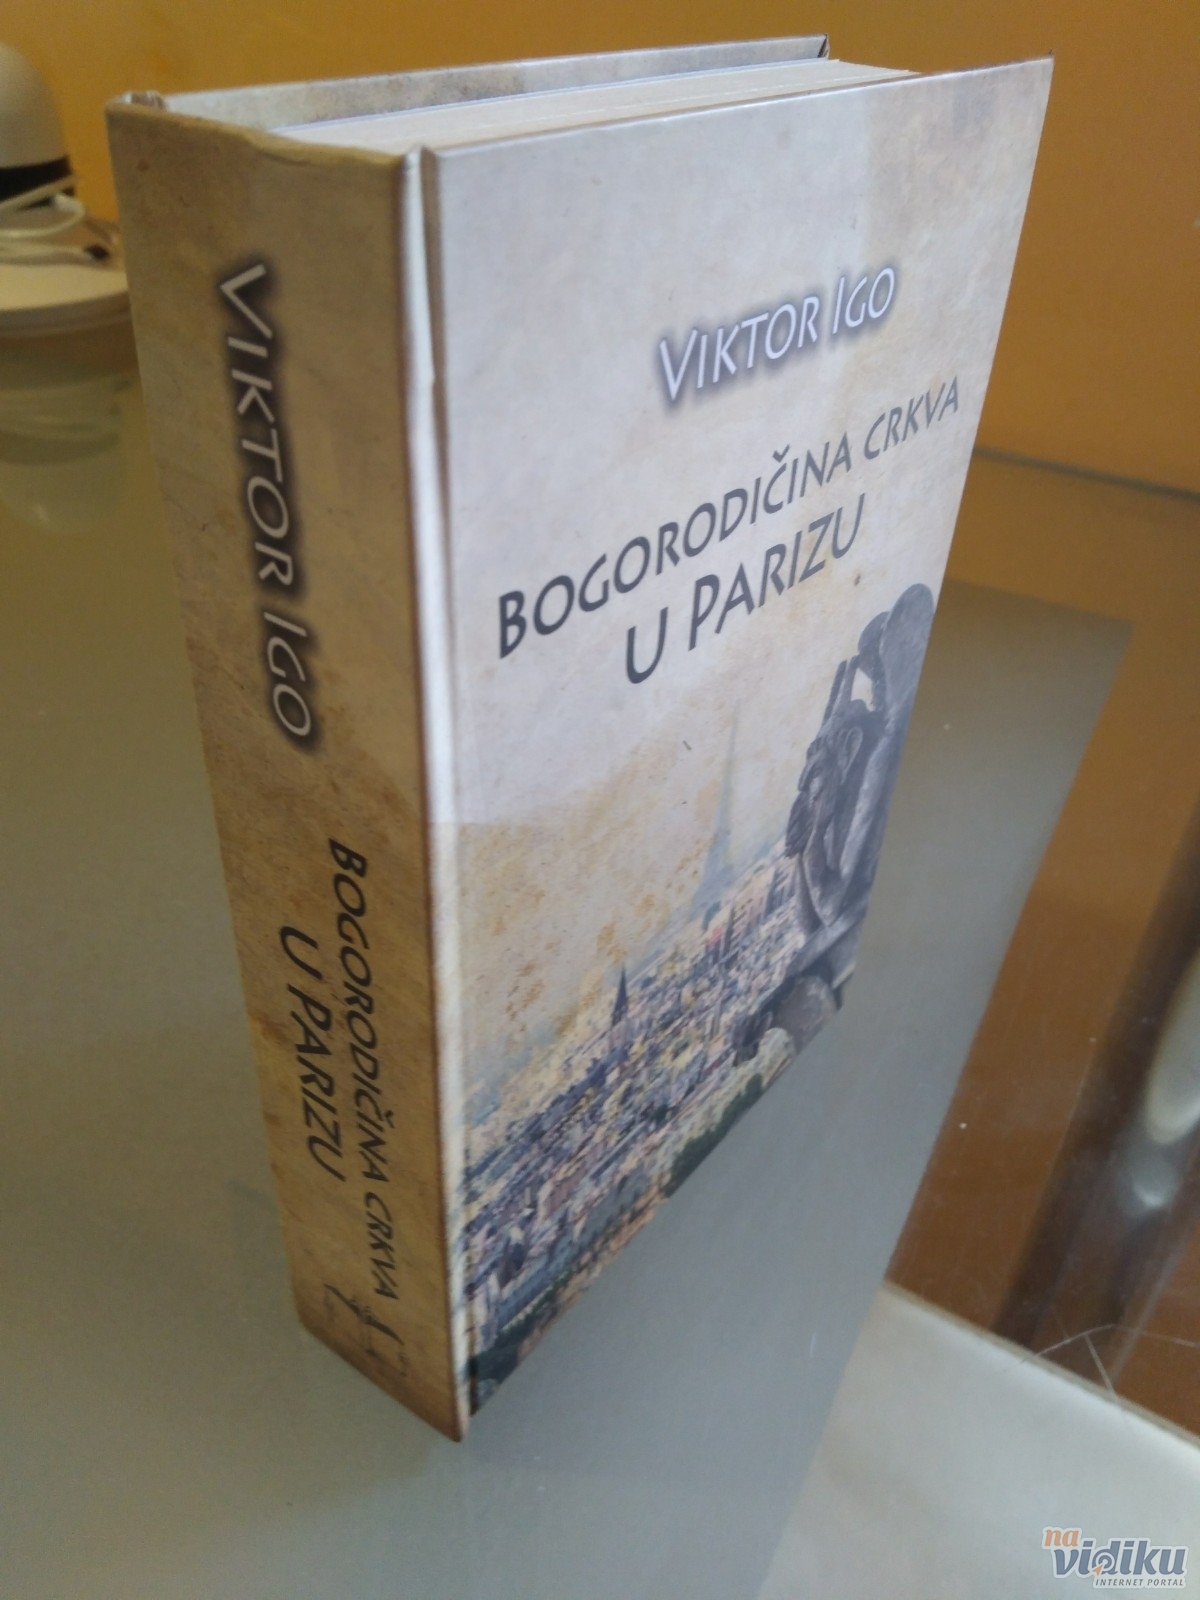 VIKTOR IGO
BOGORODIČINA CRKVA
U PARIZU
VIKTOR IGO
BOGORODIČINA CRKVA
U PARIZU
na
vidiku
INTERNET PORTAL